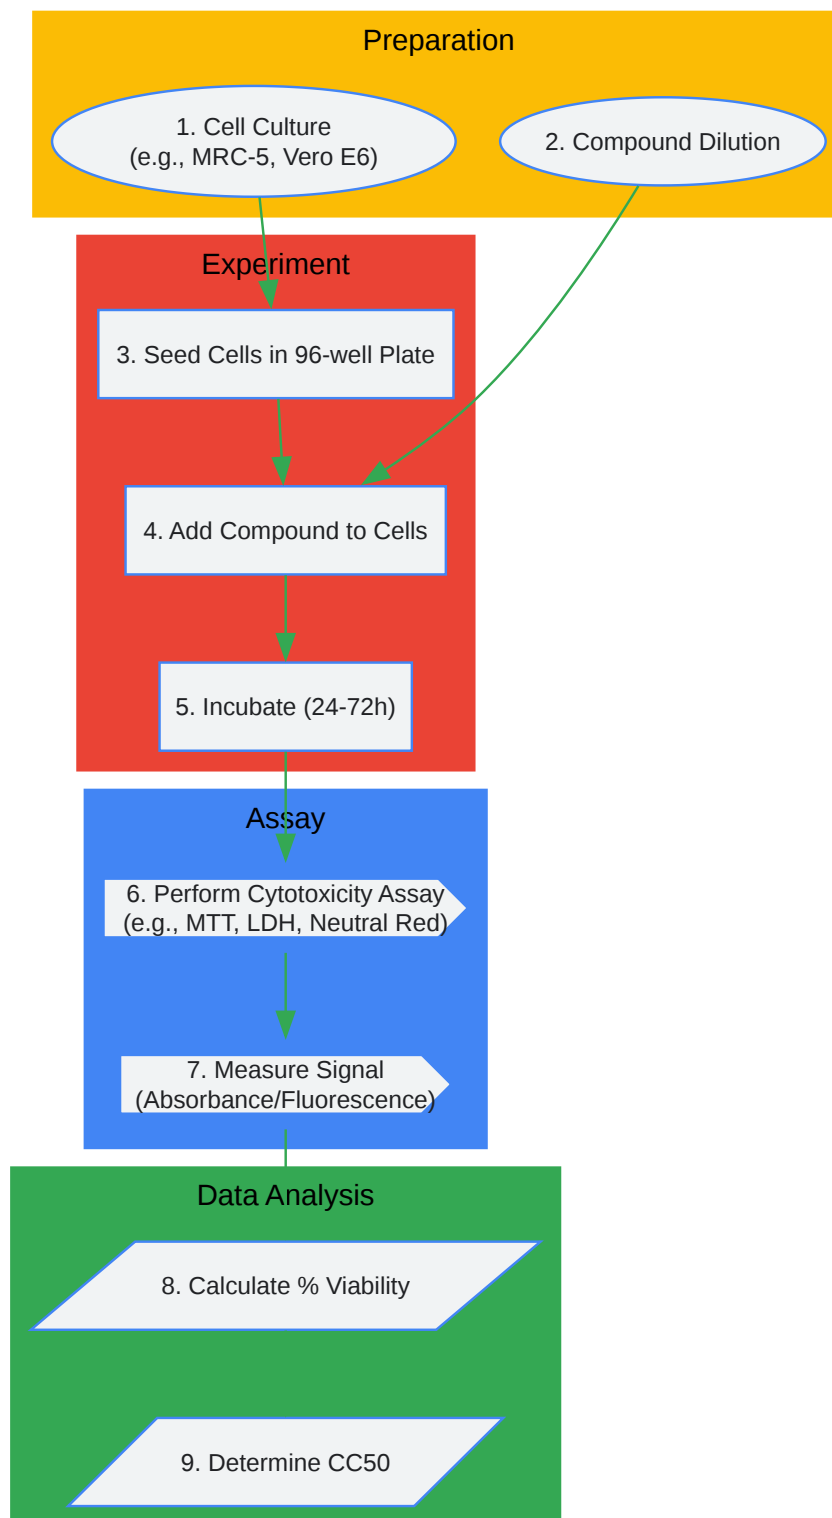 Preparation
1. Cell Culture
(e.g., MRC-5, Vero E6)
2. Compound Dilution
Experiment
3. Seed Cells in 96-well Plate
4. Add Compound to Cells
5. Incubate (24-72h)
Assay
6. Perform Cytotoxicity Assay
(e.g., MTT, LDH, Neutral Red)
7. Measure Signal
(Absorbance/Fluorescence)
Data Analysis
8. Calculate % Viability
9. Determine CC50